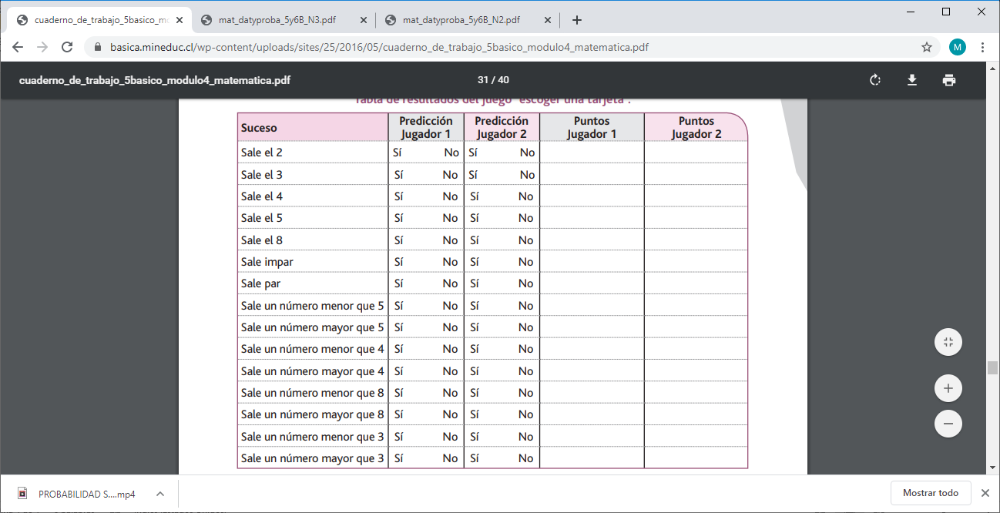 cuaderno_de_trabajo_5basico_mo
mat_datyproba_5y6B_N3.pdf
mat_datyproba_5y6B_N2.pdf
basica.mineduc.cl/wp-content/uploads/sites/25/2016/05/cuaderno_de_trabajo_5basico_modulo4_matematica.pdf
M
cuaderno_de_trabajo_5basico_modulo4_matematica.pdf
31 / 40
Tabla de resultados del juego "escoger una tarjeta".
Suceso Predicción Jugador 1 Predicción Jugador 2 Puntos Jugador 1 Puntos Jugador 2
Sale el 2 Sí No Sí No
Sale el 3 Sí No Sí No
Sale el 4 Sí No Sí No
Sale el 5 Sí No Sí No
Sale el 8 Sí No Sí No
Sale impar Sí No Sí No
Sale par Sí No Sí No
Sale un número menor que 5 Sí No Sí No
Sale un número mayor que 5 Sí No Sí No
Sale un número menor que 4 Sí No Sí No
Sale un número mayor que 4 Sí No Sí No
Sale un número menor que 8 Sí No Sí No
Sale un número mayor que 8 Sí No Sí No
Sale un número menor que 3 Sí No Sí No
Sale un número mayor que 3 Sí No Sí No
PROBABILIDAD S....mp4
Mostrar todo